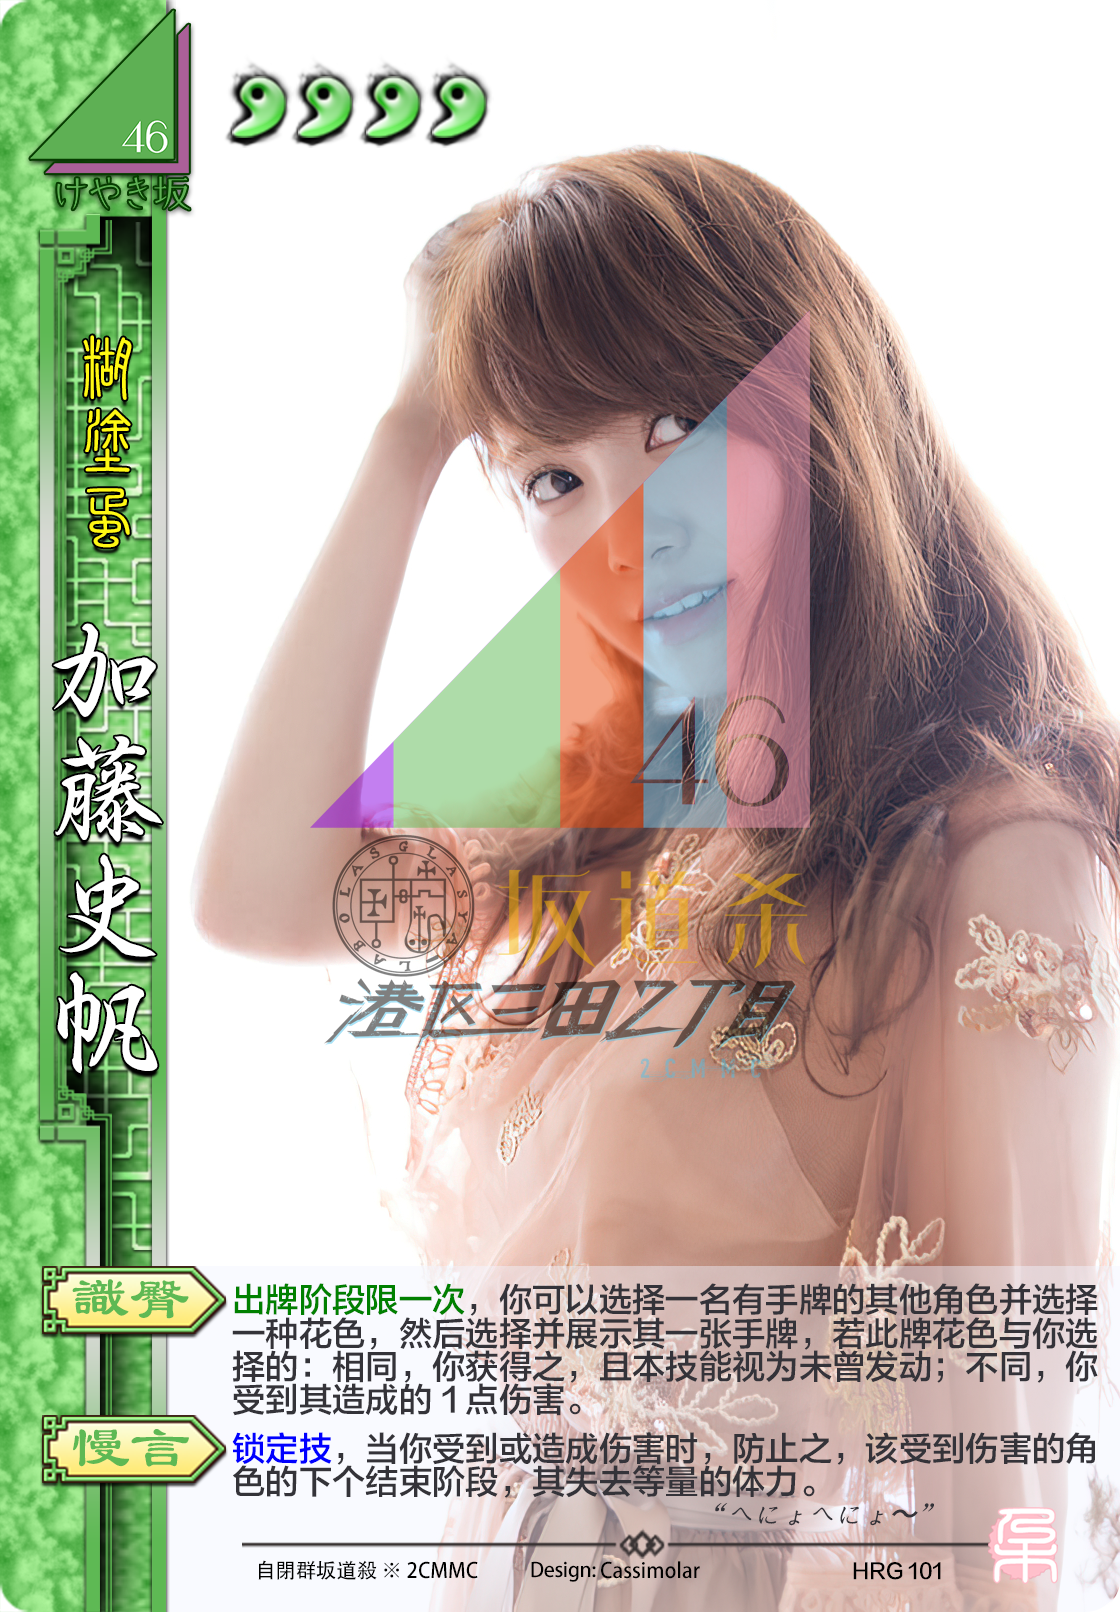 46
けやき坂
糊塗蛋
加藤史帆
46
GLASYALABOLAS
坂道杀
港区三田2丁目
2CMMC
識臀
出牌阶段限一次，你可以选择一名有手牌的其他角色并选择
一种花色，然后选择并展示其一张手牌，若此牌花色与你选
择的：相同，你获得之，且本技能视为未曾发动；不同，你
受到其造成的1点伤害。
慢言
锁定技，当你受到或造成伤害时，防止之，该受到伤害的角
色的下个结束阶段，其失去等量的体力。
“へにょへにょ～”
自閉群坂道殺 ※ 2CMMC
Design: Cassimolar
HRG 101